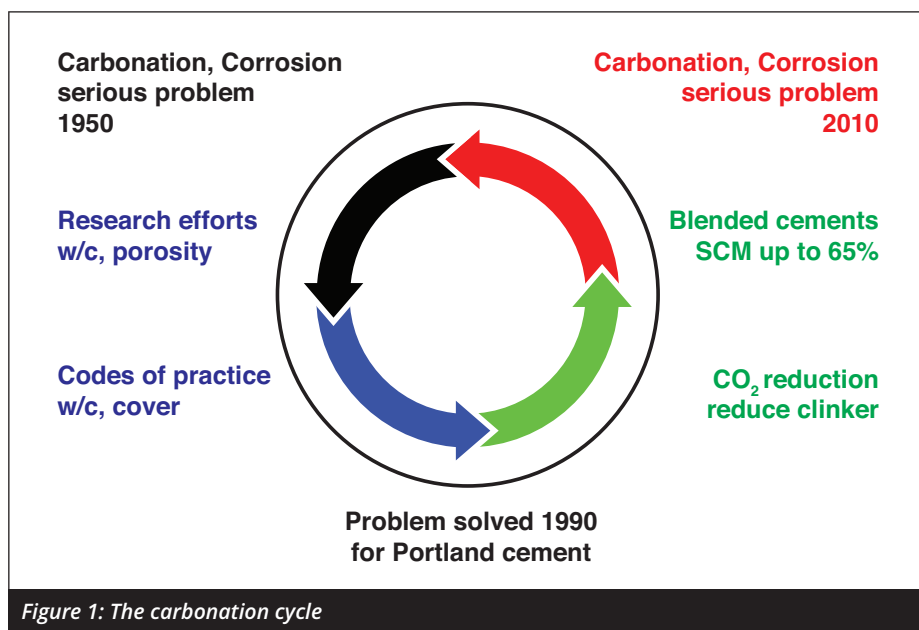 Carbonation, Corrosion
serious problem
1950
Carbonation, Corrosion
serious problem
2010
Research efforts
w/c, porosity
Blended cements
SCM up to 65%
Codes of practice
w/c, cover
CO₂ reduction
reduce clinker
Problem solved 1990
for Portland cement
Figure 1: The carbonation cycle